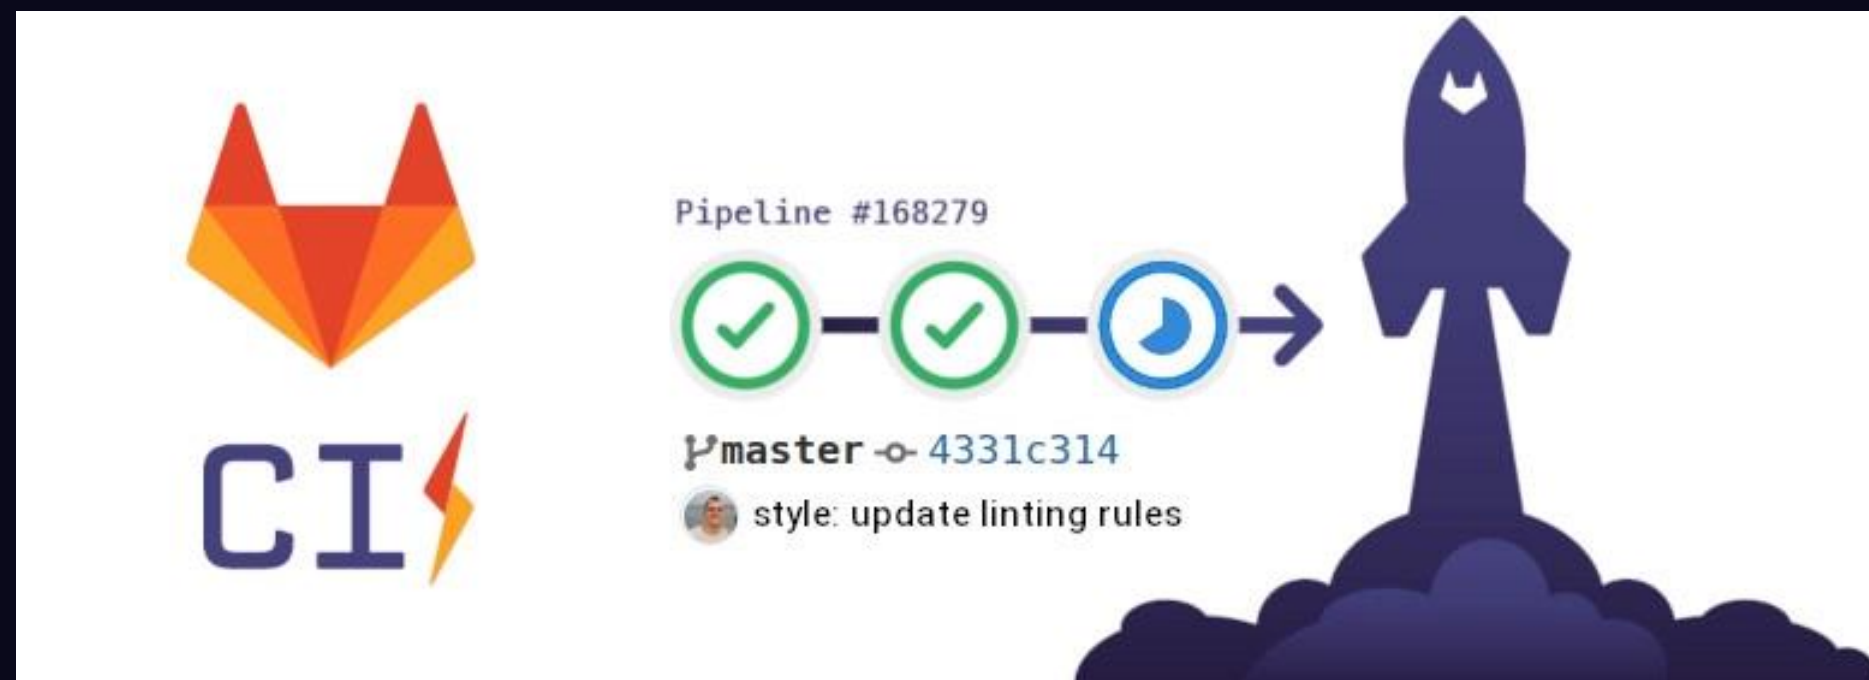 CI
Pipeline #168279
master 4331c314
style: update linting rules